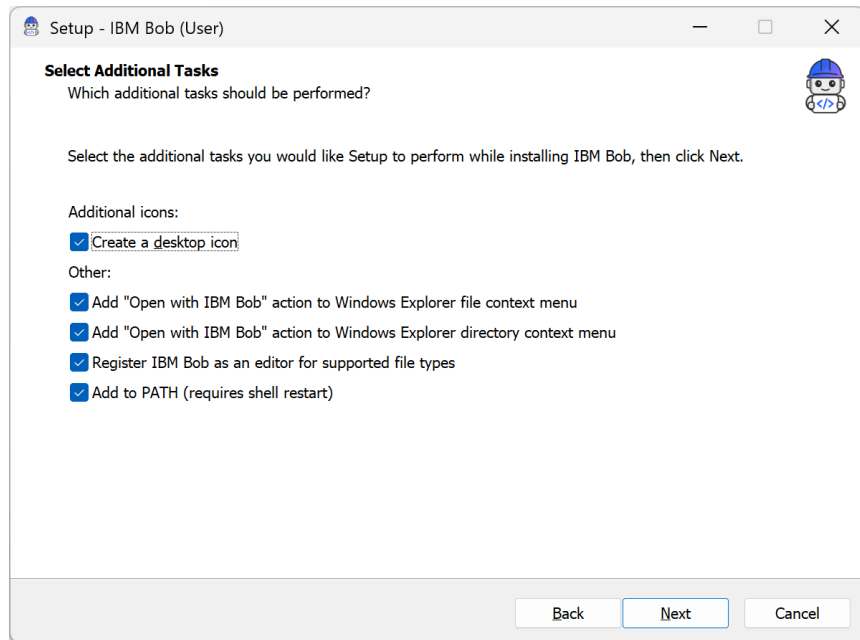 Setup - IBM Bob (User)
Select Additional Tasks
Which additional tasks should be performed?
Select the additional tasks you would like Setup to perform while installing IBM Bob, then click Next.
Additional icons:
Create a desktop icon
Other:
Add "Open with IBM Bob" action to Windows Explorer file context menu
Add "Open with IBM Bob" action to Windows Explorer directory context menu
Register IBM Bob as an editor for supported file types
Add to PATH (requires shell restart)
Back Next Cancel